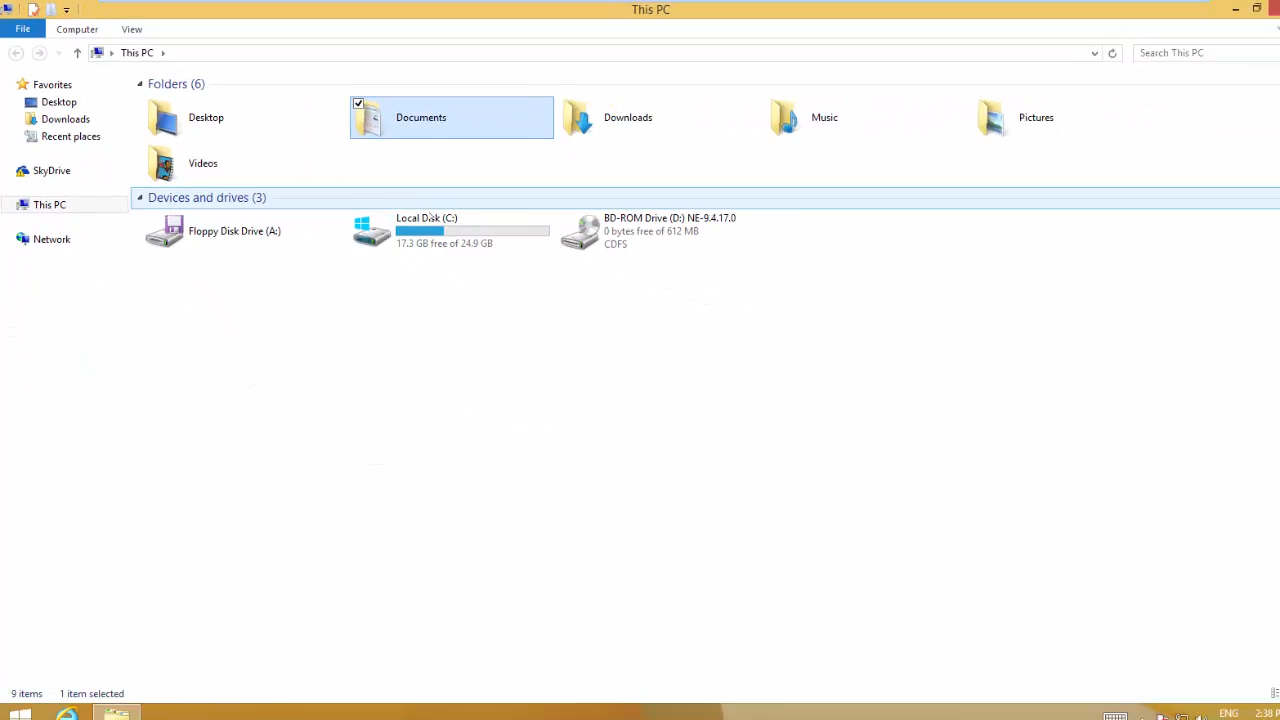 This PC
File Computer View
This PC
Search This PC
Favorites
Desktop
Downloads
Recent places
SkyDrive
This PC
Network
Folders (6)
Desktop
Documents
Downloads
Music
Pictures
Videos
Devices and drives (3)
Floppy Disk Drive (A:)
Local Disk (C:)
17.3 GB free of 24.9 GB
BD-ROM Drive (D:) NE-9.4.17.0
0 bytes free of 612 MB
CDFS
9 items 1 item selected
ENG 2:38 P